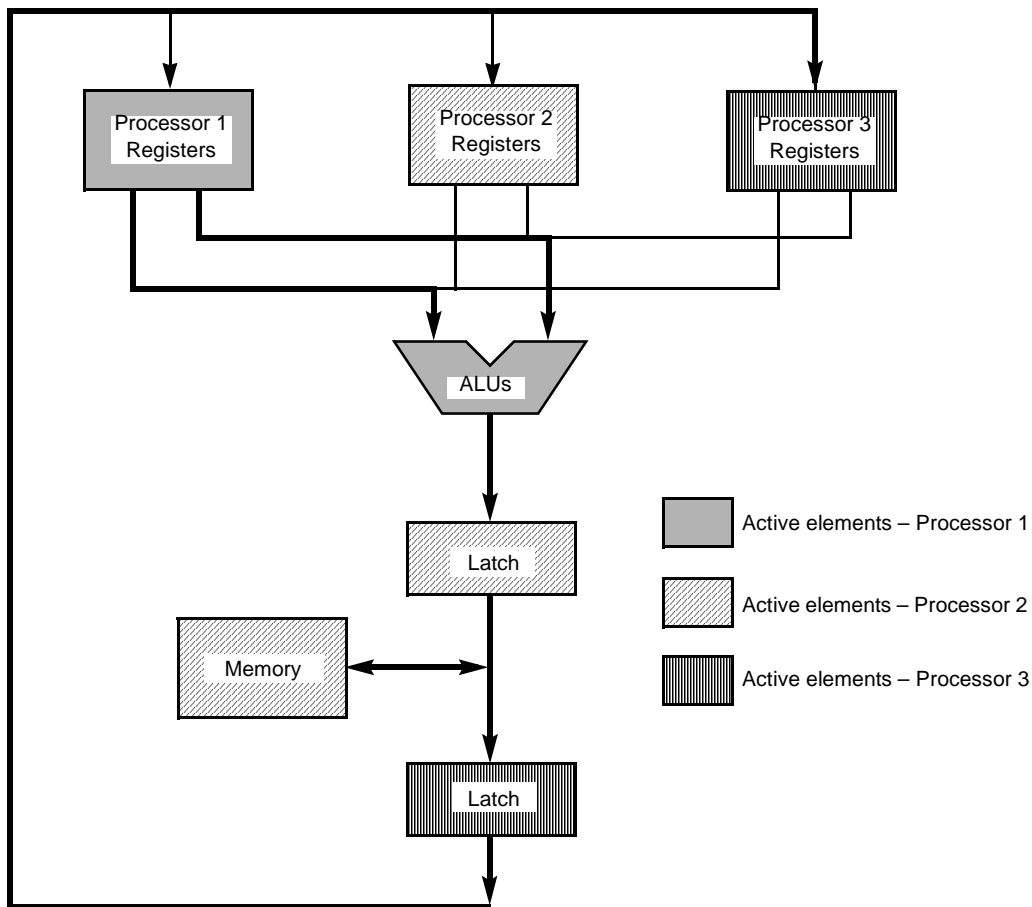 Processor 1
Registers
Processor 2
Registers
Processor 3
Registers
ALUs
Latch
Memory
Latch
Active elements – Processor 1
Active elements – Processor 2
Active elements – Processor 3